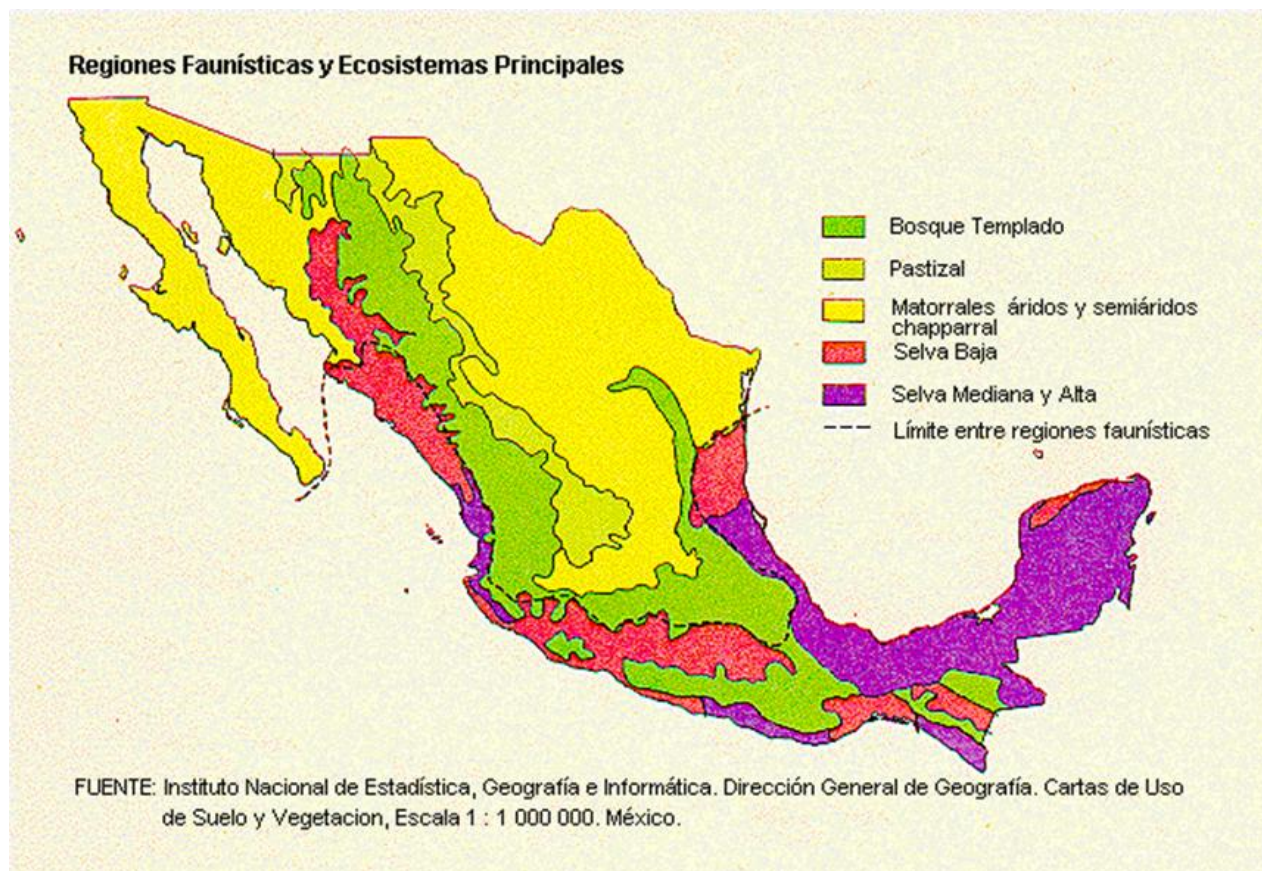 Regiones Faunísticas y Ecosistemas Principales
Bosque Templado
Pastizal
Matorrales áridos y semiáridos
chapparral
Selva Baja
Selva Mediana y Alta
Límite entre regiones faunísticas
FUENTE: Instituto Nacional de Estadística, Geografía e Informática. Dirección General de Geografía. Cartas de Uso
de Suelo y Vegetacion, Escala 1 : 1 000 000. México.